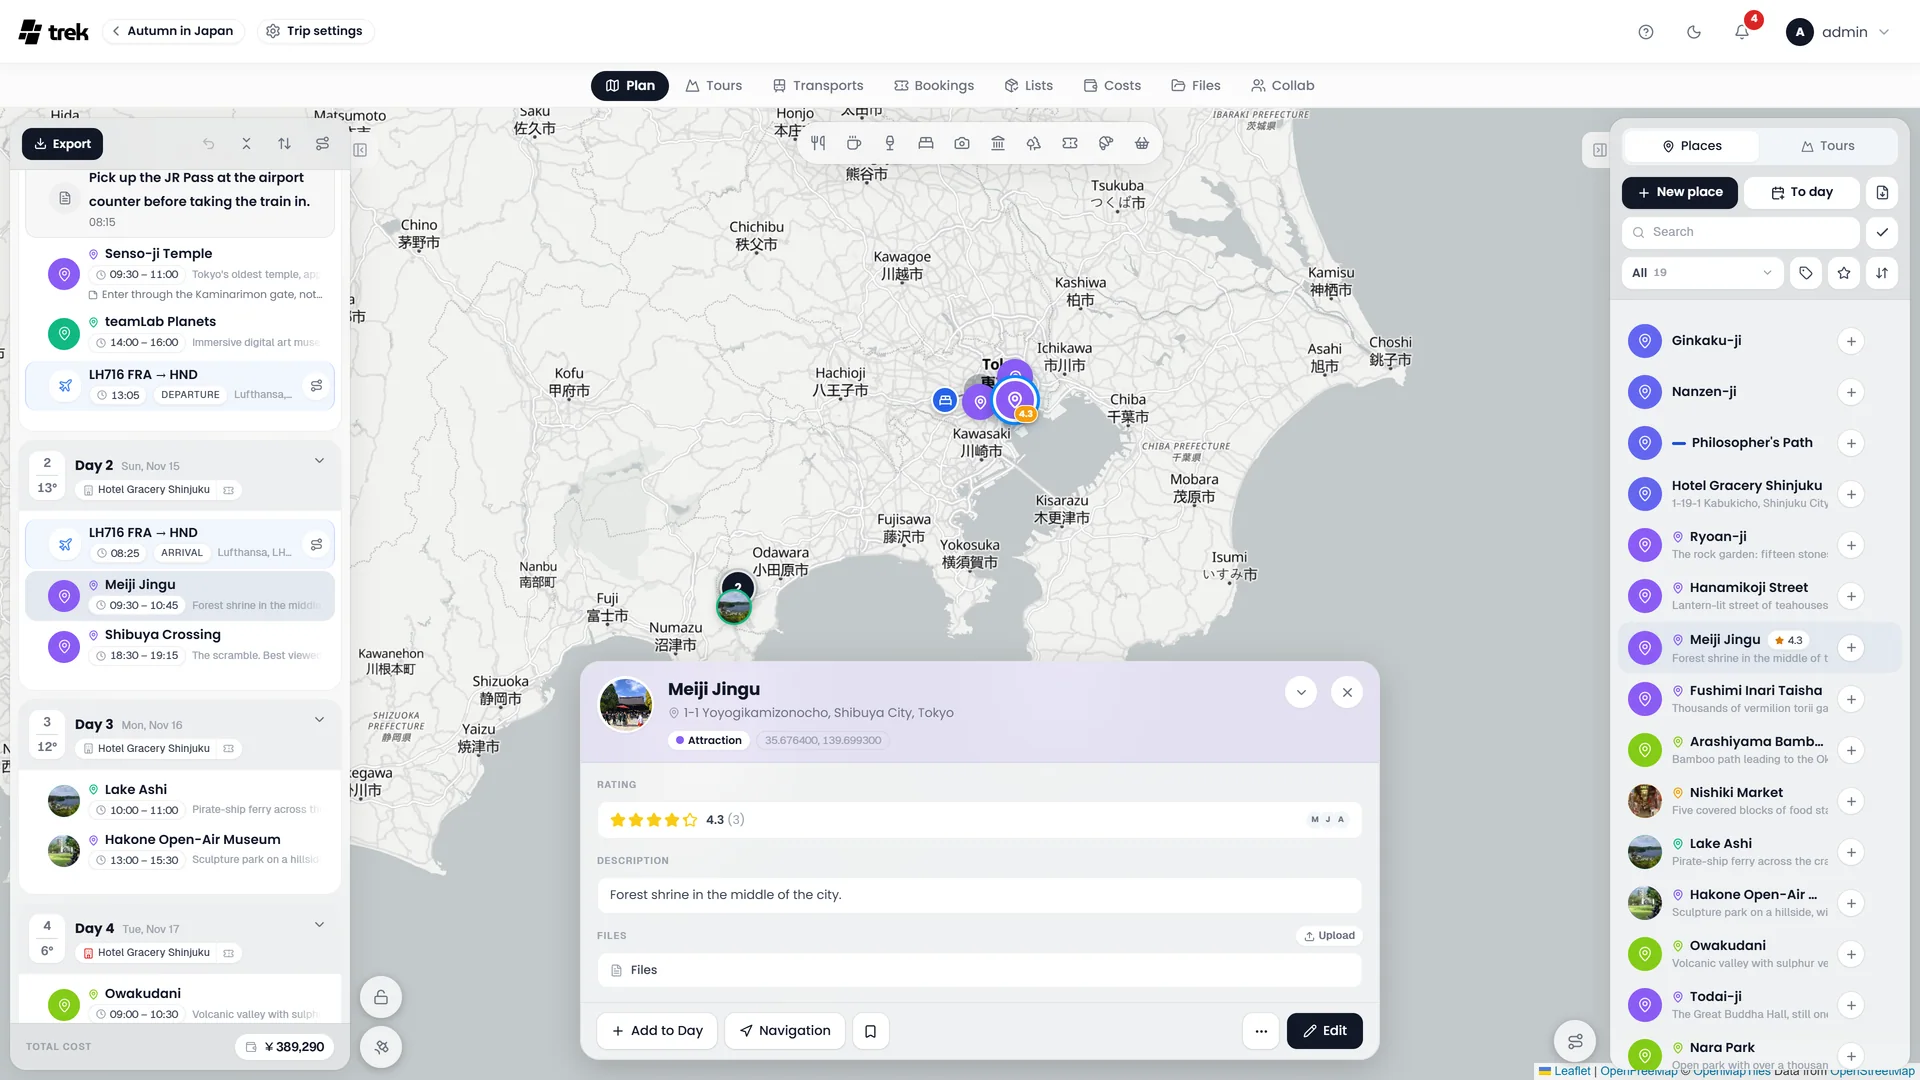 trek
Autumn in Japan
Trip settings
4
A
admin
Plan
Tours
Transports
Bookings
Lists
Costs
Files
Collab
Export
Pick up the JR Pass at the airport
counter before taking the train in.
08:15
Senso-ji Temple
09:30 – 11:00
Tokyo's oldest temple,
Enter through the Kaminarimon gate, not...
teamLab Planets
14:00 – 16:00
Immersive digital art
LH716 FRA → HND
13:05
DEPARTURE
Lufthansa,...
2
13°
Day 2
Sun, Nov 15
Hotel Gracery Shinjuku
LH716 FRA → HND
08:25
ARRIVAL
Lufthansa, LH...
Meiji Jingu
09:30 – 10:45
Forest shrine in the
Shibuya Crossing
18:30 – 19:15
The scramble. Best
3
12°
Day 3
Mon, Nov 16
Hotel Gracery Shinjuku
Lake Ashi
10:00 – 11:00
Pirate-ship ferry across
Hakone Open-Air Museum
13:00 – 15:30
Sculpture park on a
4
6°
Day 4
Tue, Nov 17
Hotel Gracery Shinjuku
Owakudani
09:00 – 10:30
Volcanic valley with
TOTAL COST
¥ 389,290
Hida
Matsumoto
Saku
佐久市
Honjo
IBARAKI PREFECTURE
茨城県
熊谷市
Tsukuba
つくば市
Chino
茅野市
Chichibu
秩父市
Kawagoe
川越市
Kashiwa
柏市
Kamisu
神栖市
Ichikawa
市川市
Asahi
旭市
Choshi
銚子市
Kofu
甲府市
Hachioji
八王子市
4.3
Chiba
千葉市
Kawasaki
川崎市
CHIBA PREFECTURE
千葉県
Mobara
茂原市
Kisarazu
木更津市
Fujisawa
藤沢市
Yokosuka
横須賀市
Isumi
いすみ市
Odawara
小田原市
Nanbu
南部町
2
Fuji
富士市
Numazu
沼津市
Kawanehon
川根本町
Shizuoka
静岡市
SHIZUOKA
PREFECTURE
静岡県
Yaizu
焼津市
Meiji Jingu
1-1 Yoyogikamizonocho, Shibuya City, Tokyo
Attraction
35.676400, 139.699300
RATING
4.3 (3)
M J A
DESCRIPTION
Forest shrine in the middle of the city.
FILES
Upload
Files
Add to Day
Navigation
Edit
Places
Tours
New place
To day
Search
All 19
Ginkaku-ji
Nanzen-ji
Philosopher's Path
Hotel Gracery Shinjuku
1-19-1 Kabukicho, Shinjuku City
Ryoan-ji
The rock garden: fifteen stones
Hanamikoji Street
Lantern-lit street of teahouses
Meiji Jingu
4.3
Forest shrine in the middle of t
Fushimi Inari Taisha
Thousands of vermilion torii ga
Arashiyama Bamb...
Bamboo path leading to the
Nishiki Market
Five covered blocks of food
Lake Ashi
Pirate-ship ferry across the
Hakone Open-Air ...
Sculpture park on a hillside, wi
Owakudani
Volcanic valley with sulphur
Todai-ji
The Great Buddha Hall, still
Nara Park
Open park with over a
Leaflet | OpenFreeMap © OpenMapTiles Data from OpenStreetMap